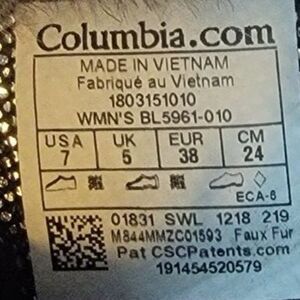 Columbia.com
MADE IN VIETNAM
Fabriqué au Vietnam
1803151010
WMN'S BL5961-010
USA UK EUR CM
7 5 38 24
ECA-6
01831 SWL 1218 219
M844MMZC01593 Faux Fur
Pat CSCPatents.com
191454520579